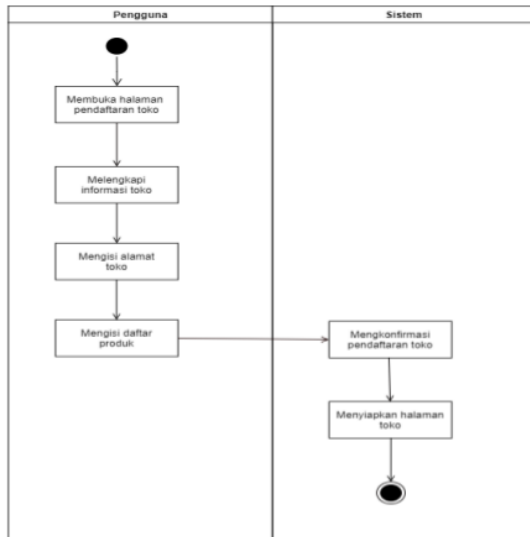 Pengguna
Sistem
Membuka halaman
pendaftaran toko
Melengkapi
informasi toko
Mengisi alamat
toko
Mengisi daftar
produk
Mengkonfirmasi
pendaftaran toko
Menyiapkan halaman
toko